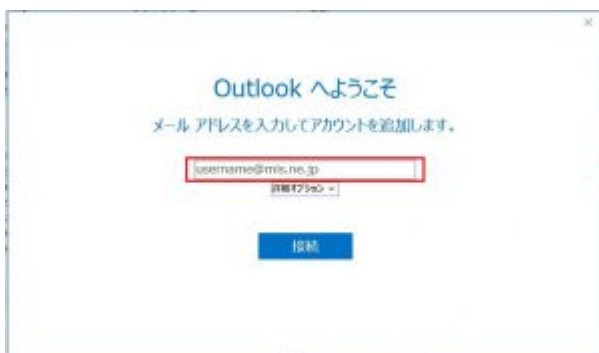 Outlook へようこそ
メール アドレスを入力してアカウントを追加します。
username@mis.ne.jp
詳細オプション
接続